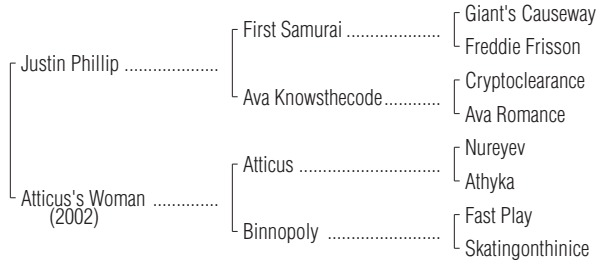 Giant's Causeway
First Samurai ....................
Freddie Frisson
Justin Phillip ....................
Cryptoclearance
Ava Knowsthecode............
Ava Romance
Nureyev
Atticus ..............................
Athyka
Atticus's Woman ..............
(2002)
Fast Play
Binnopoly ........................
Skatingonthinice